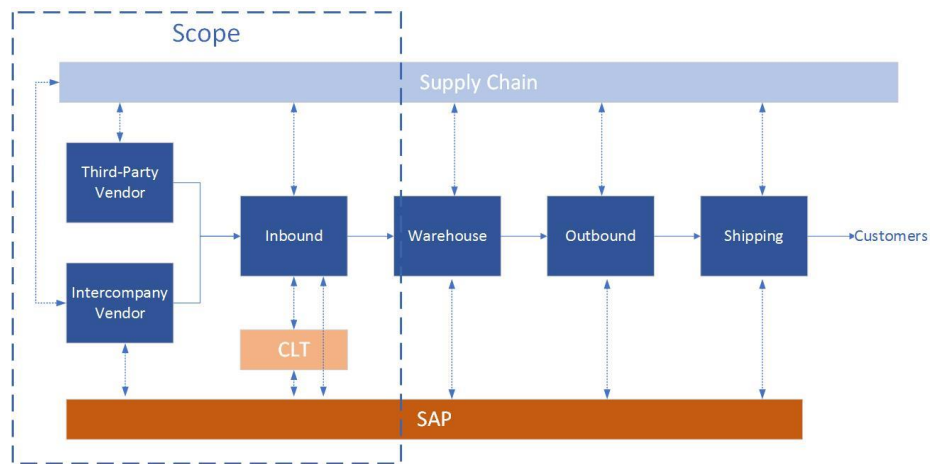 Scope
Supply Chain
Third-Party
Vendor
Inbound
Warehouse
Outbound
Shipping
Customers
Intercompany
Vendor
CLT
SAP